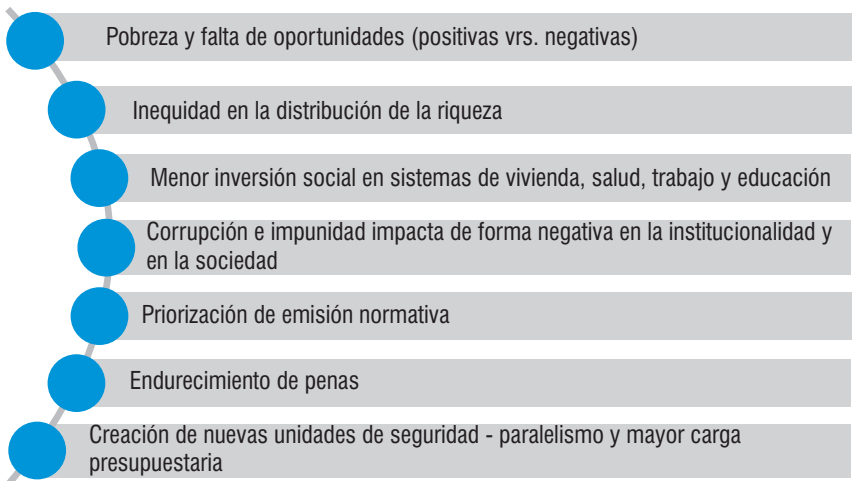 Pobreza y falta de oportunidades (positivas vrs. negativas)
Inequidad en la distribución de la riqueza
Menor inversión social en sistemas de vivienda, salud, trabajo y educación
Corrupción e impunidad impacta de forma negativa en la institucionalidad y
en la sociedad
Priorización de emisión normativa
Endurecimiento de penas
Creación de nuevas unidades de seguridad - paralelismo y mayor carga
presupuestaria